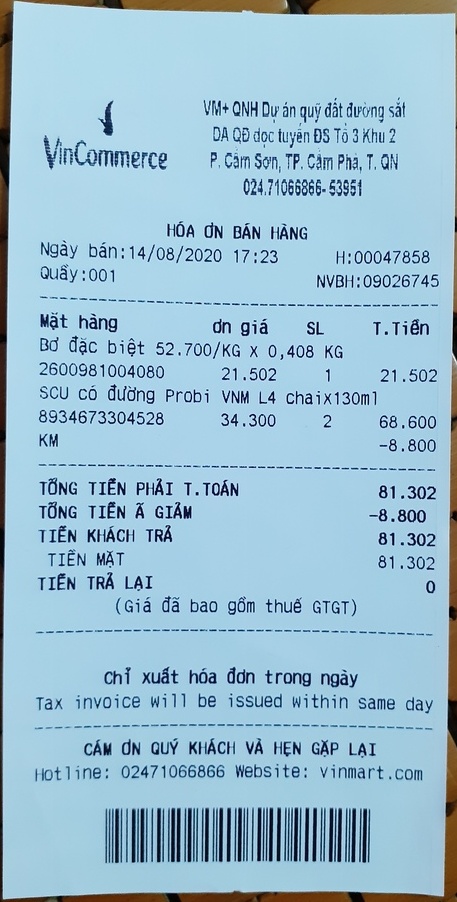 VinCommerce
VM+ QNH Dự án quỹ đất đường sắt
DA QĐ dọc tuyến ĐS Tổ 3 Khu 2
P. Cẩm Sơn, TP. Cẩm Phả, T. QN
024.71066866-53951
HÓA ƠN BÁN HÀNG
Ngày bán:14/08/2020 17:23 H:00047858
Quầy:001 NVBH:09026745
Mặt hàng ơn giá SL T.Tiền
Bơ đặc biệt 52.700/KG X 0,408 KG
2600981004080 21.502 1 21.502
SCU có đường Probi VNM L4 chaix130ml
8934673304528 34.300 2 68.600
KM -8.800
TỔNG TIỀN PHẢI T.TOÁN 81.302
TỔNG TIỀN Ã GIẢM -8.800
TIỀN KHÁCH TRẢ 81.302
TIỀN MẶT 81.302
TIỀN TRẢ LẠI 0
(Giá đã bao gồm thuế GTGT)
Chỉ xuất hóa đơn trong ngày
Tax invoice will be issued within same day
CÁM ƠN QUÝ KHÁCH VÀ HẸN GẶP LẠI
Hotline: 02471066866 Website: vinmart.com